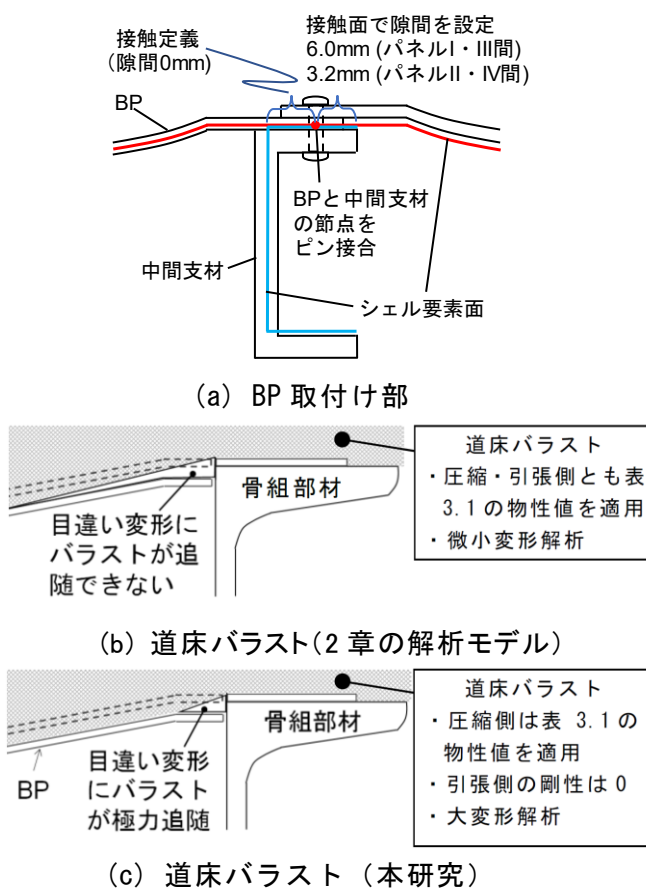 接触定義
(隙間0mm)
接触面で隙間を設定
6.0mm (パネルI・III間)
3.2mm (パネルII・IV間)
BP
BPと中間支材
の節点を
ピン接合
中間支材
シェル要素面
(a) BP 取付け部
目違い変形に
バラストが追
随できない
骨組部材
道床バラスト
・圧縮・引張側とも表
3.1の物性値を適用
・微小変形解析
(b) 道床バラスト(2 章の解析モデル)
BP
目違い変形
にバラスト
が極力追随
骨組部材
道床バラスト
・圧縮側は表 3.1の
物性値を適用
・引張側の剛性は0
・大変形解析
(c) 道床バラスト (本研究)